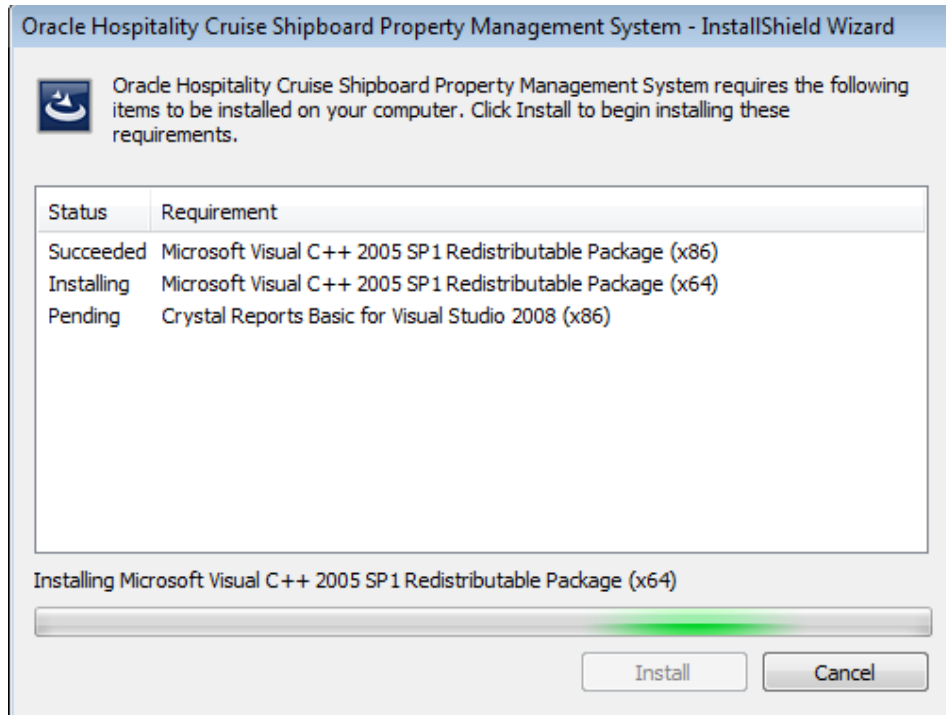 Oracle Hospitality Cruise Shipboard Property Management System - InstallShield Wizard
Oracle Hospitality Cruise Shipboard Property Management System requires the following
items to be installed on your computer. Click Install to begin installing these
requirements.
Status Requirement
Succeeded Microsoft Visual C++ 2005 SP1 Redistributable Package (x86)
Installing Microsoft Visual C++ 2005 SP1 Redistributable Package (x64)
Pending Crystal Reports Basic for Visual Studio 2008 (x86)
Installing Microsoft Visual C++ 2005 SP1 Redistributable Package (x64)
Install Cancel